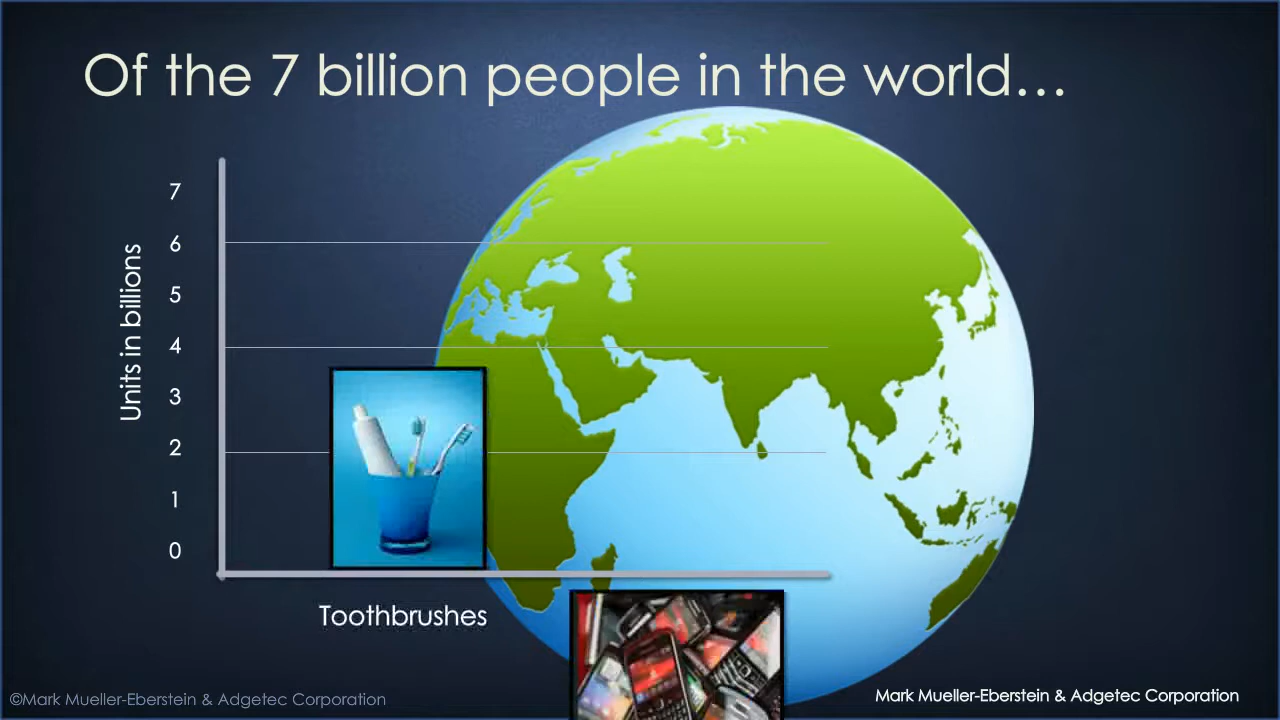 Of the 7 billion people in the world…
7
6
5
4
3
2
1
0
Units in billions
Toothbrushes
©Mark Mueller-Eberstein & Adgetec Corporation
Mark Mueller-Eberstein & Adgetec Corporation